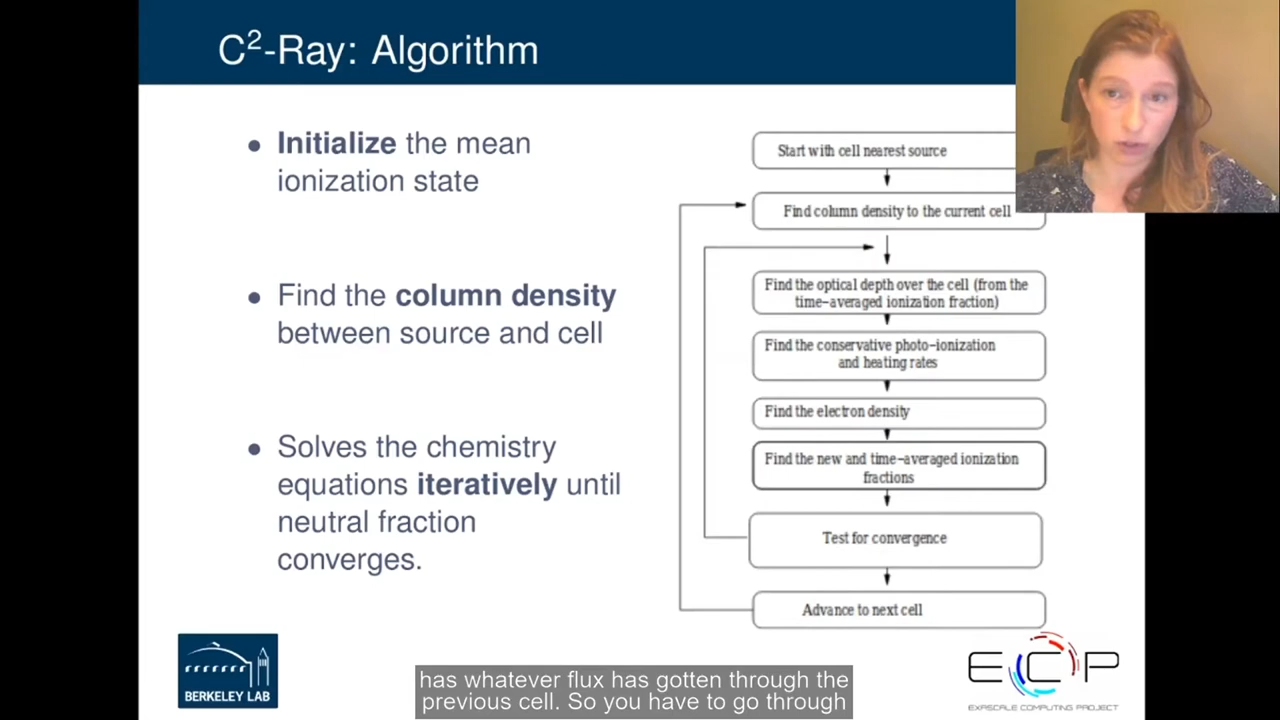 C²-Ray: Algorithm
• Initialize the mean
ionization state
• Find the column density
between source and cell
• Solves the chemistry
equations iteratively until
neutral fraction
converges.
Start with cell nearest source
Find column density to the current cell
Find the optical depth over the cell (from the
time-averaged ionization fraction)
Find the conservative photo-ionization
and heating rates
Find the electron density
Find the new and time-averaged ionization
fractions
Test for convergence
Advance to next cell
BERKELEY LAB
ECP
EXASCALE COMPUTING PROJECT
has whatever flux has gotten through the
previous cell. So you have to go through